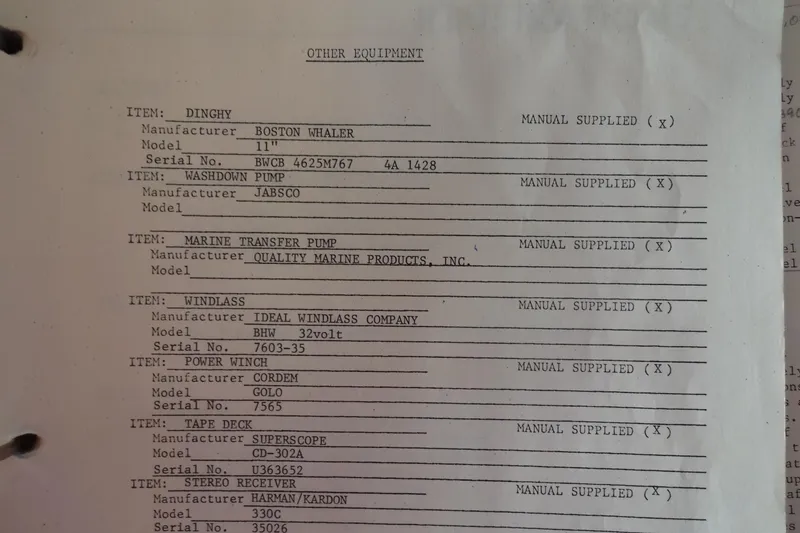 OTHER EQUIPMENT
ITEM: DINGHY MANUAL SUPPLIED (X)
Manufacturer BOSTON WHALER
Model 11"
Serial No. BWCB 4625M767 4A 1428
ITEM: WASHDOWN PUMP MANUAL SUPPLIED (X)
Manufacturer JABSCO
Model
ITEM: MARINE TRANSFER PUMP MANUAL SUPPLIED (X)
Manufacturer QUALITY MARINE PRODUCTS, INC.
Model
ITEM: WINDLASS MANUAL SUPPLIED (X)
Manufacturer IDEAL WINDLASS COMPANY
Model BHW 32volt
Serial No. 7603-35
ITEM: POWER WINCH MANUAL SUPPLIED (X)
Manufacturer CORDEM
Model GOLO
Serial No. 7565
ITEM: TAPE DECK MANUAL SUPPLIED (X)
Manufacturer SUPERSCOPE
Model CD-302A
Serial No. U363652
ITEM: STEREO RECEIVER MANUAL SUPPLIED (X)
Manufacturer HARMAN/KARDON
Model 330C
Serial No. 35026